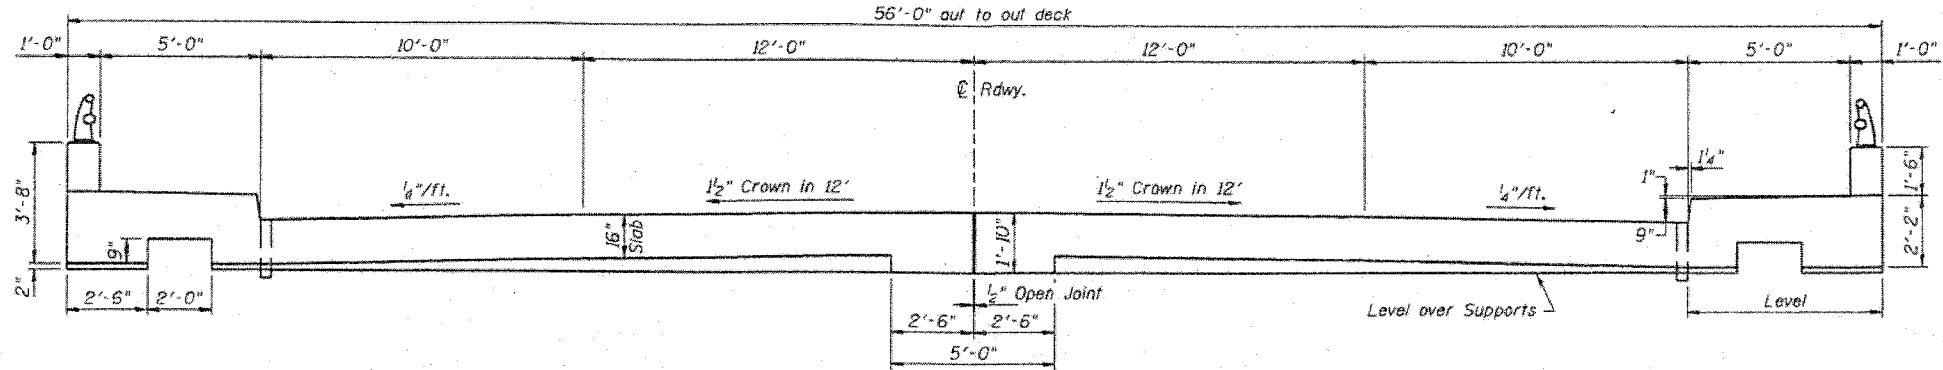 56'-0" out to out deck
1'-0" 5'-0" 10'-0" 12'-0" 12'-0" 10'-0" 5'-0" 1'-0"
℄ Rdwy.
3'-8" 1/4"/ft. 1 1/2" Crown in 12' 1 1/2" Crown in 12' 1/4"/ft. 1" 1 1/4" 1'-6"
9" 16" Slab 1'-10" 9" 2'-2"
2" 2'-6" 2'-0" 1/2" Open Joint Level over Supports Level
2'-6" 2'-6"
5'-0"